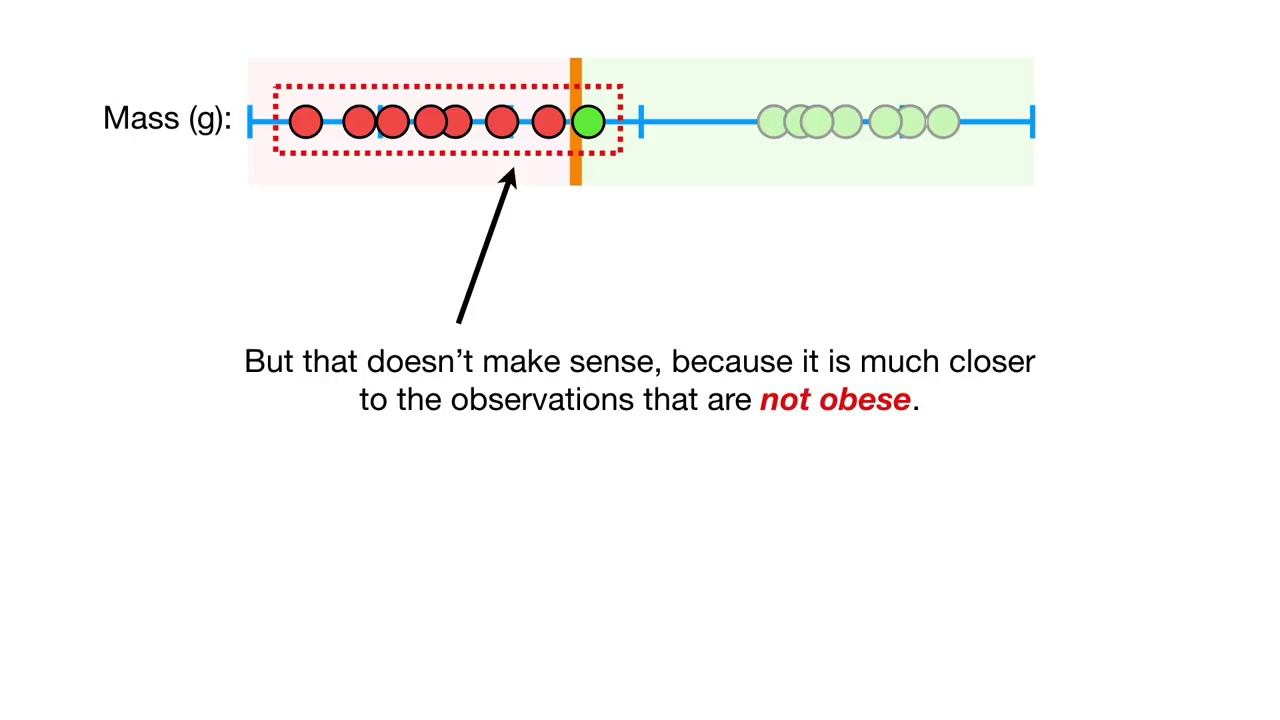 Mass (g):
But that doesn’t make sense, because it is much closer
to the observations that are not obese.